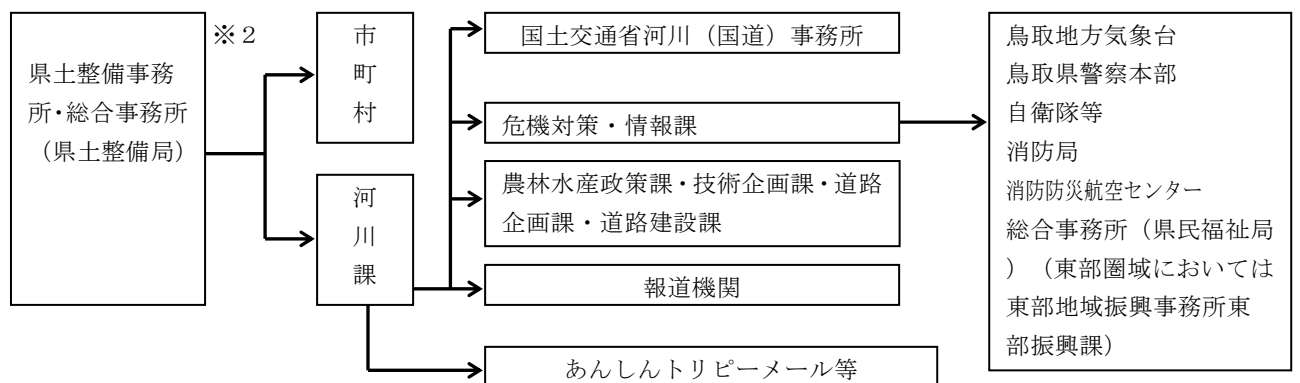 ※２
県土整備事務
所・総合事務所
（県土整備局）
市
町
村
河
川
課
国土交通省河川（国道）事務所
危機対策・情報課
農林水産政策課・技術企画課・道路
企画課・道路建設課
報道機関
あんしんトリピーメール等
鳥取地方気象台
鳥取県警察本部
自衛隊等
消防局
消防防災航空センター
総合事務所（県民福祉局
）（東部圏域においては
東部地域振興事務所東
部振興課）